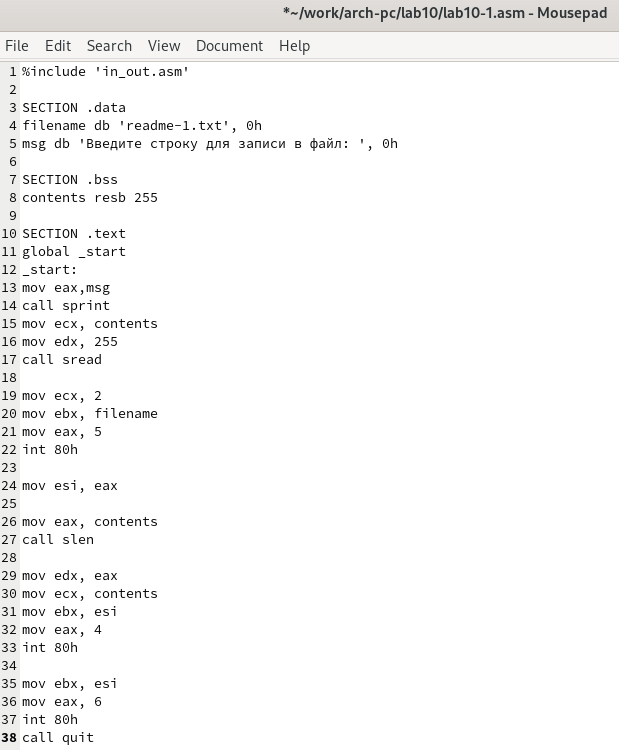 *~/work/arch-pc/lab10/lab10-1.asm - Mousepad
File Edit Search View Document Help
1 %include 'in_out.asm'
2
3 SECTION .data
4 filename db 'readme-1.txt', 0h
5 msg db 'Введите строку для записи в файл: ', 0h
6
7 SECTION .bss
8 contents resb 255
9
10 SECTION .text
11 global _start
12 _start:
13 mov eax,msg
14 call sprint
15 mov ecx, contents
16 mov edx, 255
17 call sread
18
19 mov ecx, 2
20 mov ebx, filename
21 mov eax, 5
22 int 80h
23
24 mov esi, eax
25
26 mov eax, contents
27 call slen
28
29 mov edx, eax
30 mov ecx, contents
31 mov ebx, esi
32 mov eax, 4
33 int 80h
34
35 mov ebx, esi
36 mov eax, 6
37 int 80h
38 call quit